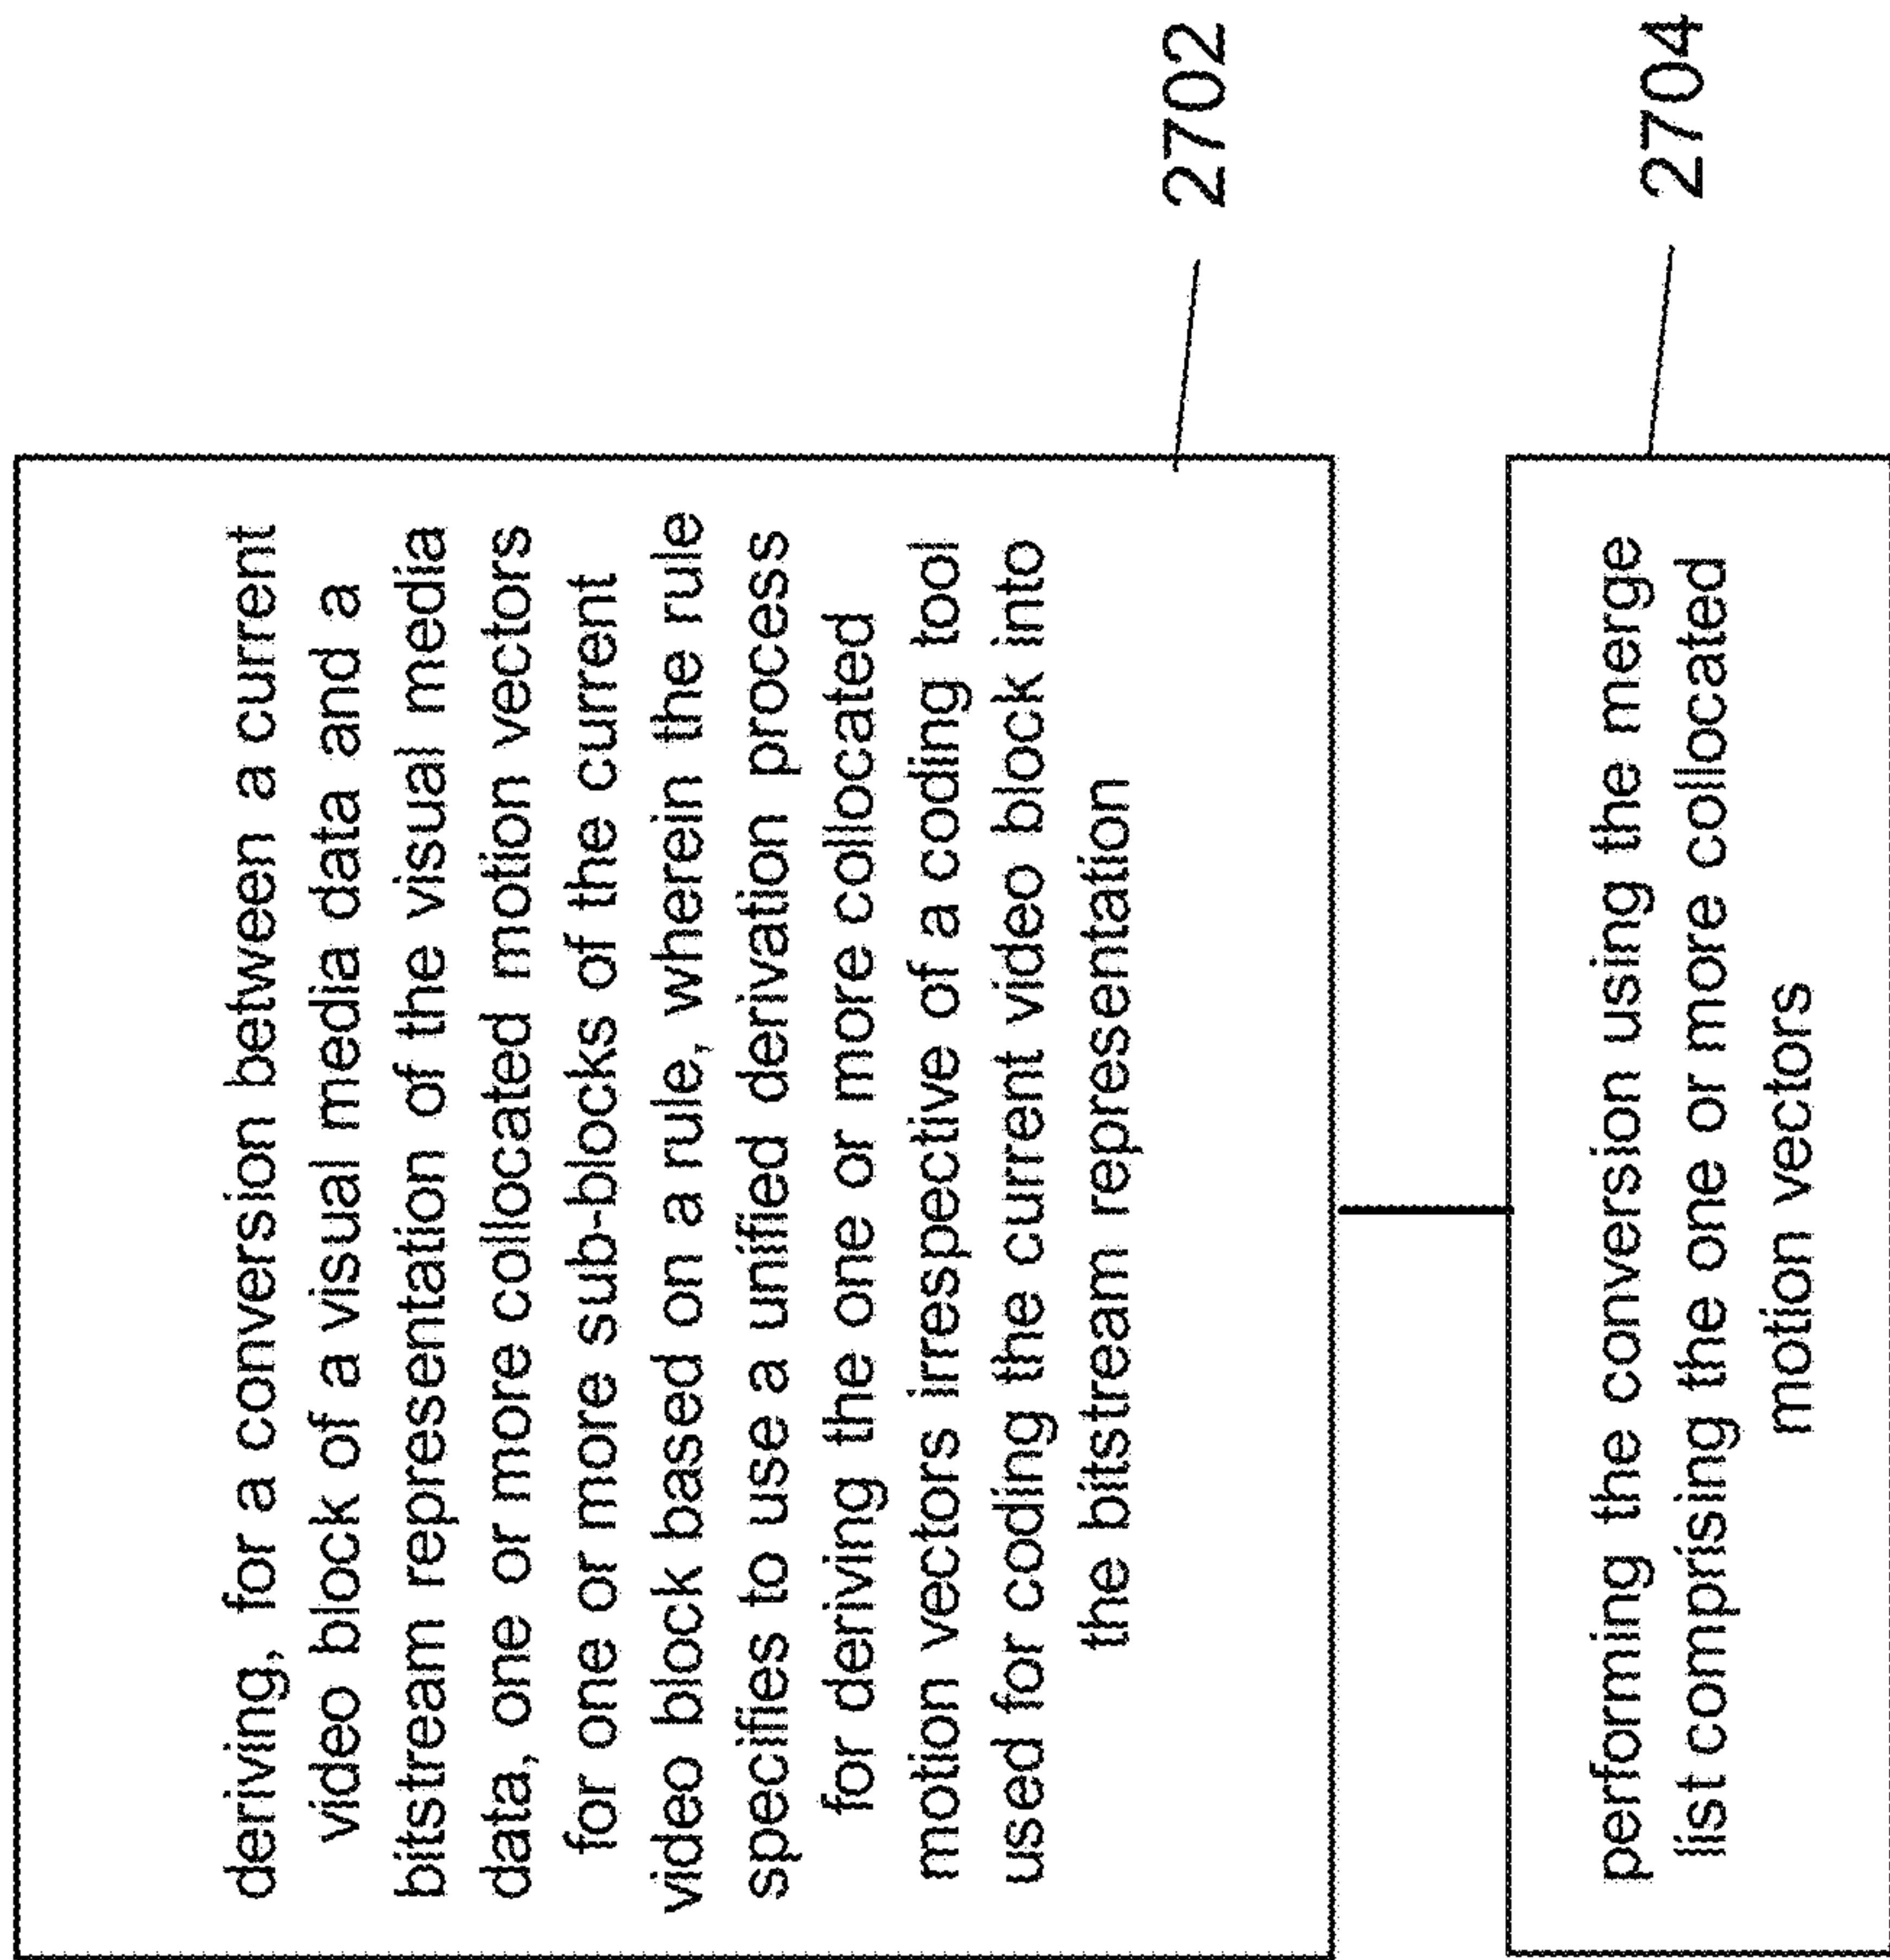 deriving, for a conversion between a current
video block of a visual media data and a
bitstream representation of the visual media
data, one or more collocated motion vectors
for one or more sub-blocks of the current
video block based on a rule, wherein the rule
specifies to use a unified derivation process
for deriving the one or more collocated
motion vectors irrespective of a coding tool
used for coding the current video block into
the bitstream representation
2702
performing the conversion using the merge
list comprising the one or more collocated
motion vectors
2704